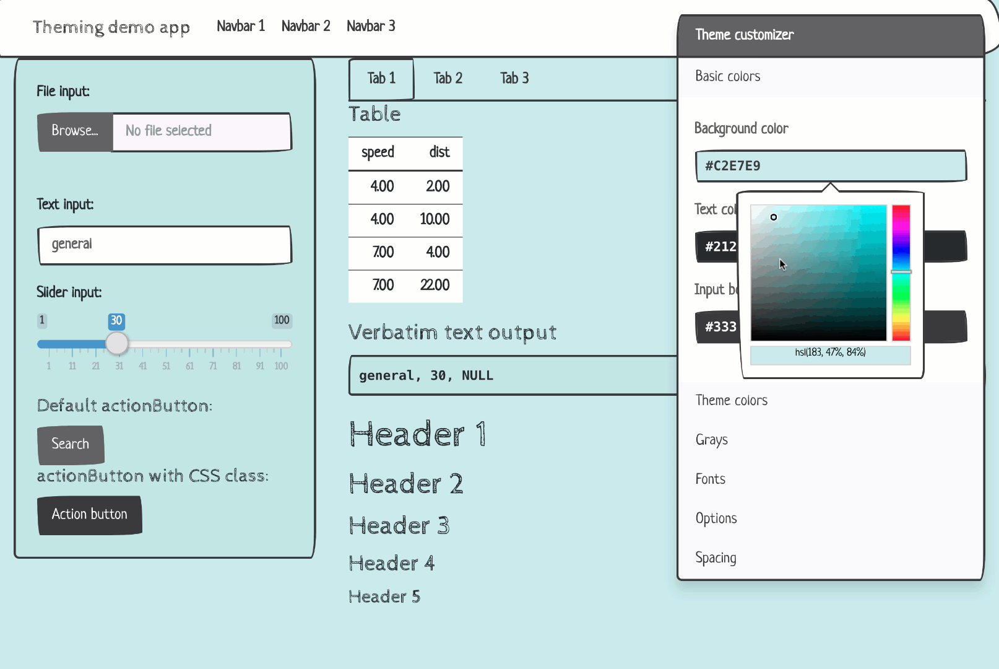 Theming demo app Navbar 1 Navbar 2 Navbar 3
File input:
Browse... No file selected
Text input:
general
Slider input:
1 30 100
1 11 21 31 41 51 61 71 81 91 100
Default actionButton:
Search
actionButton with CSS class:
Action button
Tab 1 Tab 2 Tab 3
Table
speed dist
4.00 2.00
4.00 10.00
7.00 4.00
7.00 22.00
Verbatim text output
general, 30, NULL
Header 1
Header 2
Header 3
Header 4
Header 5
Theme customizer
Basic colors
Background color
#C2E7E9
Text col
#212
Input bo
#333
hsl(183, 47%, 84%)
Theme colors
Grays
Fonts
Options
Spacing